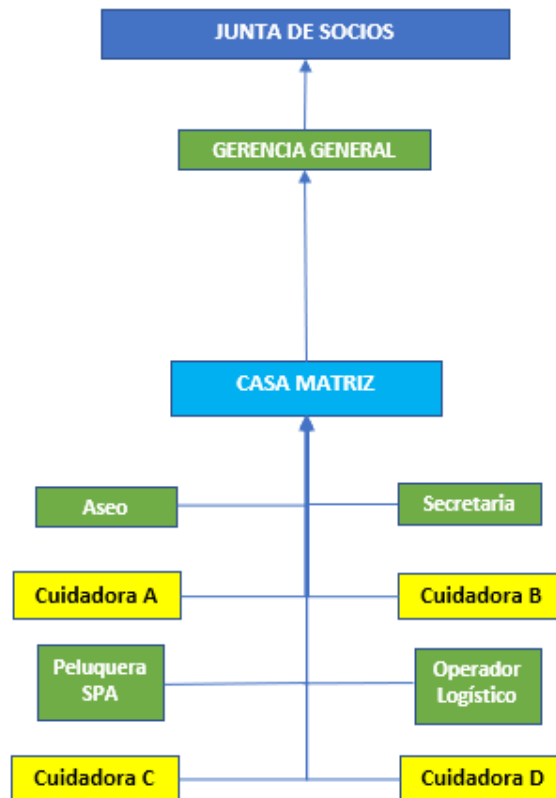 JUNTA DE SOCIOS
GERENCIA GENERAL
CASA MATRIZ
Aseo
Secretaria
Cuidadora A
Cuidadora B
Peluquera
SPA
Operador
Logístico
Cuidadora C
Cuidadora D